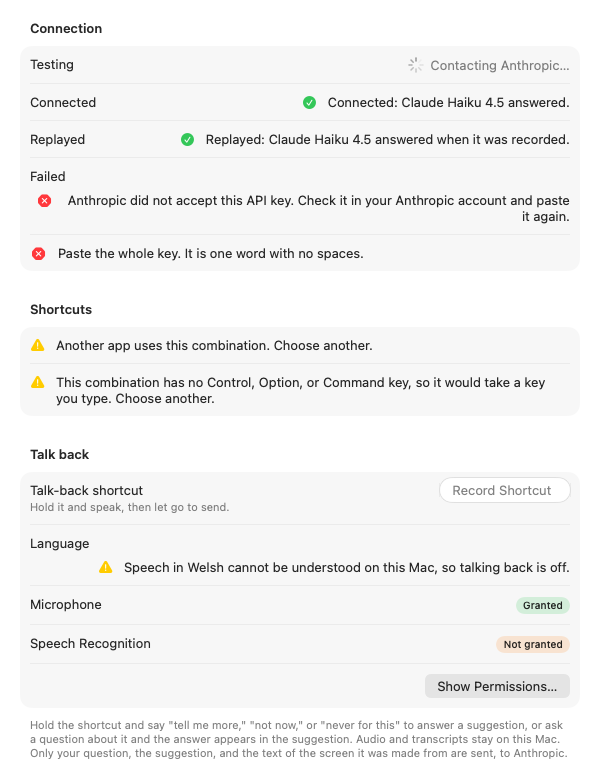 Connection
Testing
Contacting Anthropic...
Connected
Connected: Claude Haiku 4.5 answered.
Replayed
Replayed: Claude Haiku 4.5 answered when it was recorded.
Failed
Anthropic did not accept this API key. Check it in your Anthropic account and paste
it again.
Paste the whole key. It is one word with no spaces.
Shortcuts
Another app uses this combination. Choose another.
This combination has no Control, Option, or Command key, so it would take a key
you type. Choose another.
Talk back
Talk-back shortcut
Record Shortcut
Hold it and speak, then let go to send.
Language
Speech in Welsh cannot be understood on this Mac, so talking back is off.
Microphone
Granted
Speech Recognition
Not granted
Show Permissions...
Hold the shortcut and say "tell me more," "not now," or "never for this" to answer a suggestion, or ask
a question about it and the answer appears in the suggestion. Audio and transcripts stay on this Mac.
Only your question, the suggestion, and the text of the screen it was made from are sent, to Anthropic.